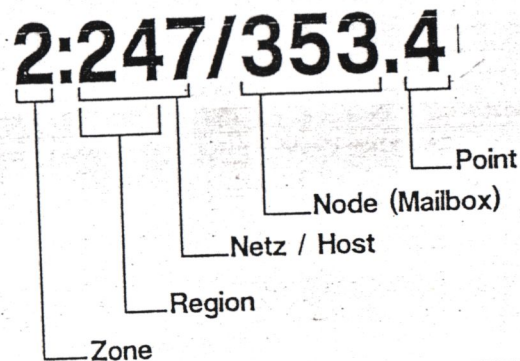 2:247/353.4
Point
Node (Mailbox)
Netz / Host
Region
Zone